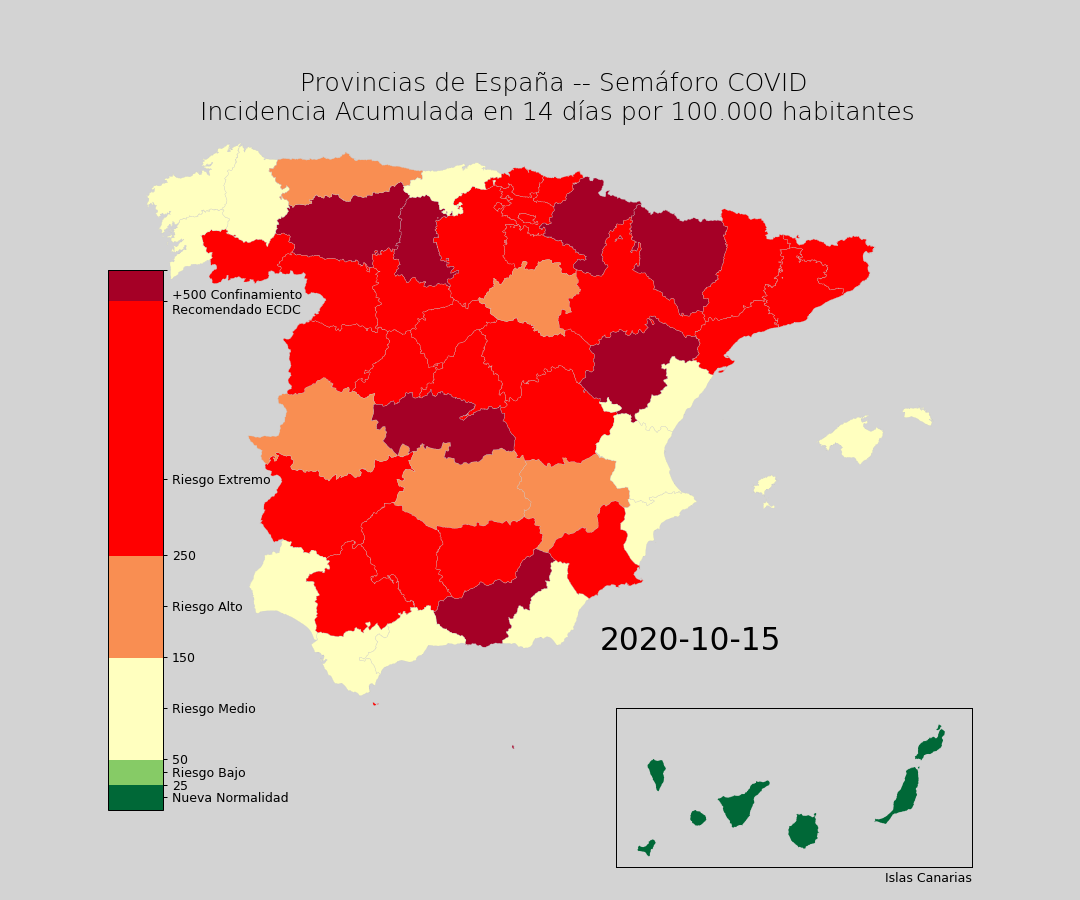 Provincias de España -- Semáforo COVID
Incidencia Acumulada en 14 días por 100.000 habitantes
+500 Confinamiento
Recomendado ECDC
Riesgo Extremo
250
Riesgo Alto
150
Riesgo Medio
50
Riesgo Bajo
25
Nueva Normalidad
2020-10-15
Islas Canarias